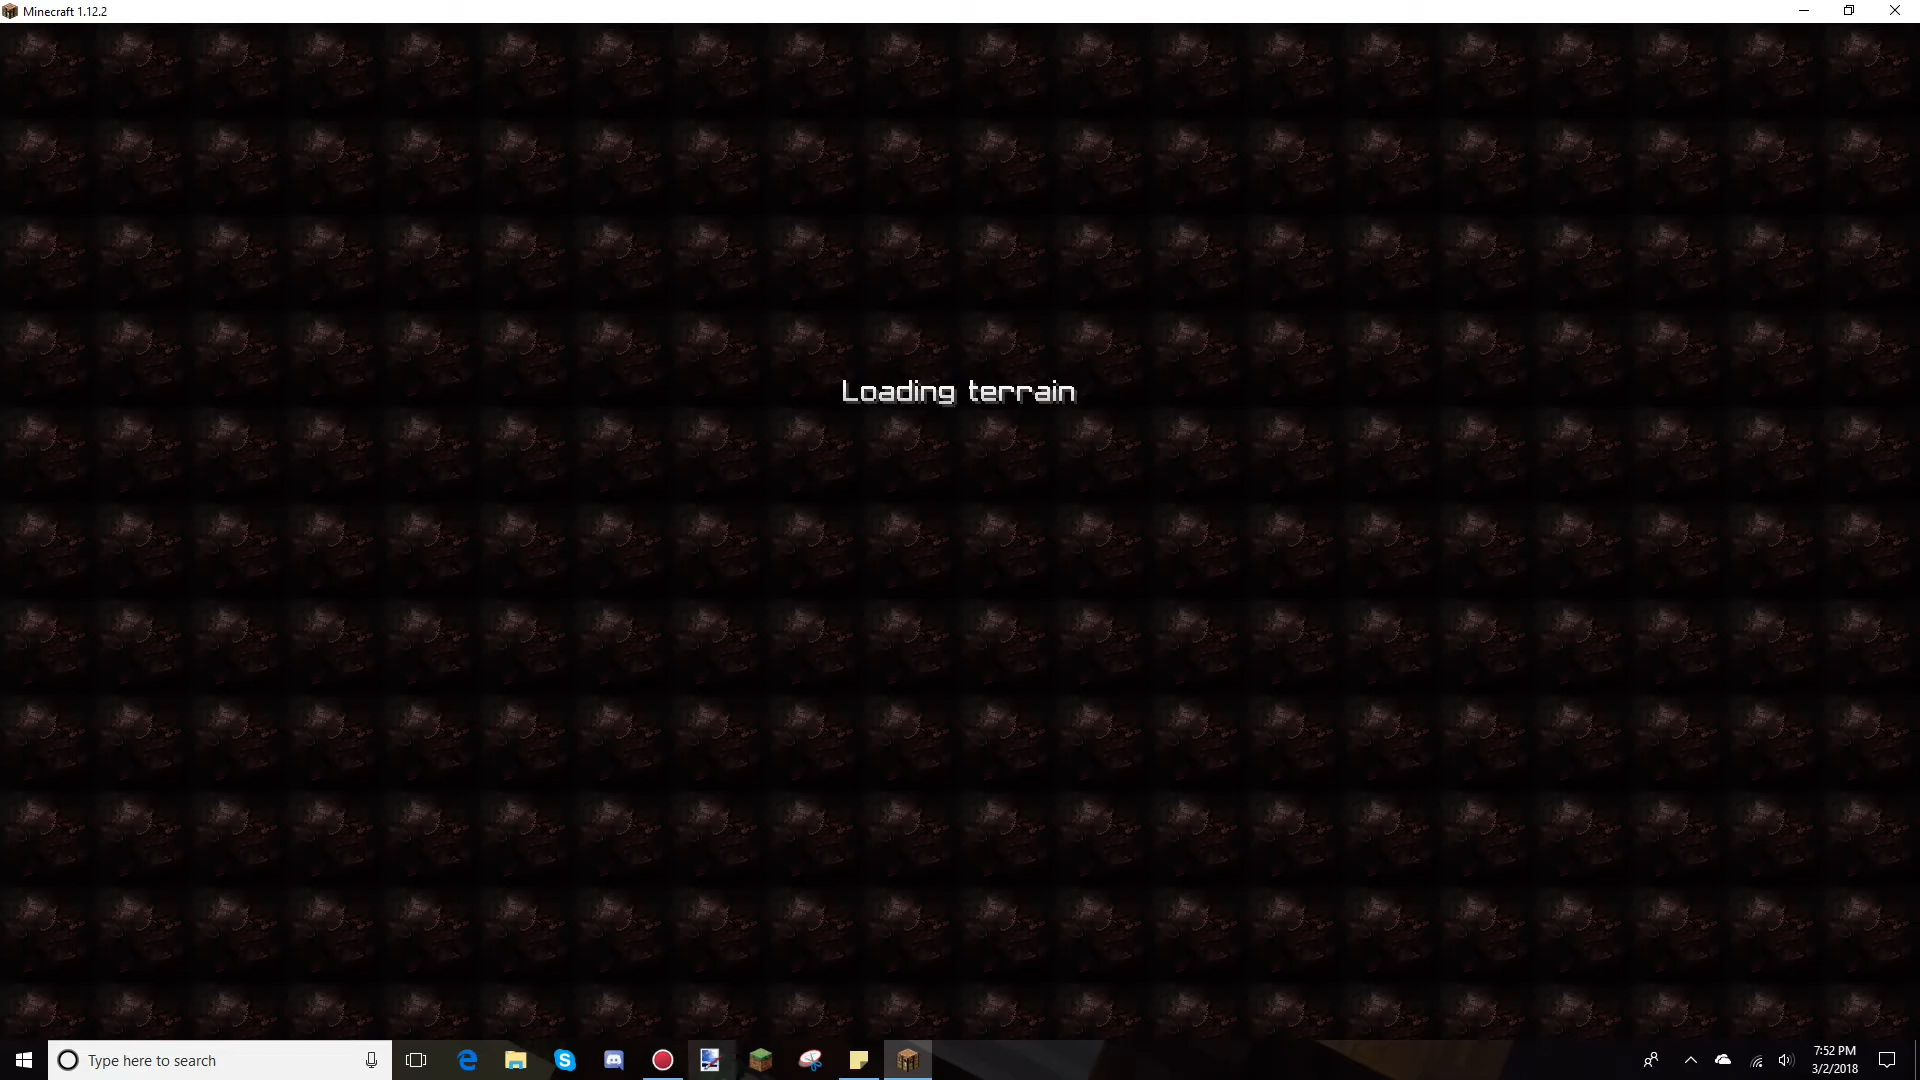 Minecraft 1.12.2
Loading terrain
Type here to search
7:52 PM
3/2/2018